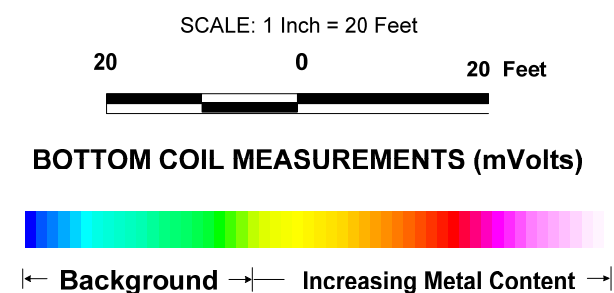 SCALE: 1 Inch = 20 Feet
20 0 20 Feet
BOTTOM COIL MEASUREMENTS (mVolts)
Background Increasing Metal Content